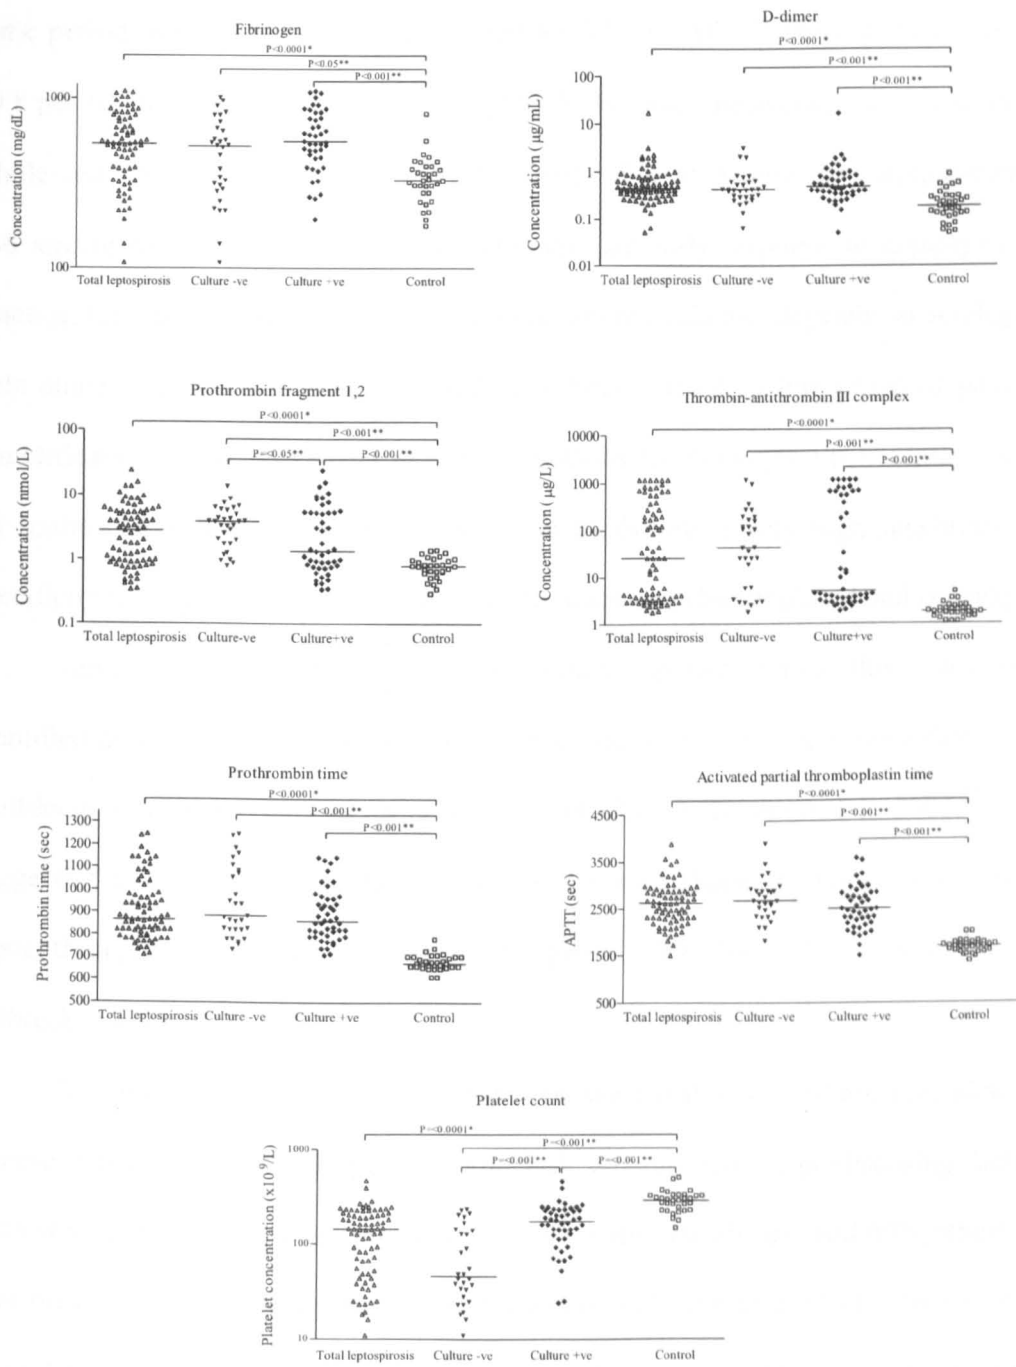 Fibrinogen
P<0.0001*
P<0.05**
P<0.001**
Concentration (mg/dL)
1000
100
Total leptospirosis Culture -ve Culture +ve Control
D-dimer
P<0.0001*
P<0.001**
P<0.001**
Concentration ( µg/mL)
100
10
1
0.1
0.01
Total leptospirosis Culture -ve Culture +ve Control
Prothrombin fragment 1,2
P<0.0001*
P<0.001**
P=<0.05** P<0.001**
Concentration (nmol/L)
100
10
1
0.1
Total leptospirosis Culture-ve Culture+ve Control
Thrombin-antithrombin III complex
P<0.0001*
P<0.001**
P<0.001**
Concentration ( µg/L)
10000
1000
100
10
1
Total leptospirosis Culture -ve Culture+ve Control
Prothrombin time
P<0.0001*
P<0.001**
P<0.001**
Prothrombin time (sec)
1300
1200
1100
1000
900
800
700
600
500
Total leptospirosis Culture -ve Culture +ve Control
Activated partial thromboplastin time
P<0.0001*
P<0.001**
P<0.001**
APTT (sec)
4500
3500
2500
1500
500
Total leptospirosis Culture -ve Culture +ve Control
Platelet count
P=<0.0001*
P=<0.001**
P=<0.001** P=<0.001**
Platelet concentration (x10 9/L)
1000
100
10
Total leptospirosis Culture -ve Culture +ve Control